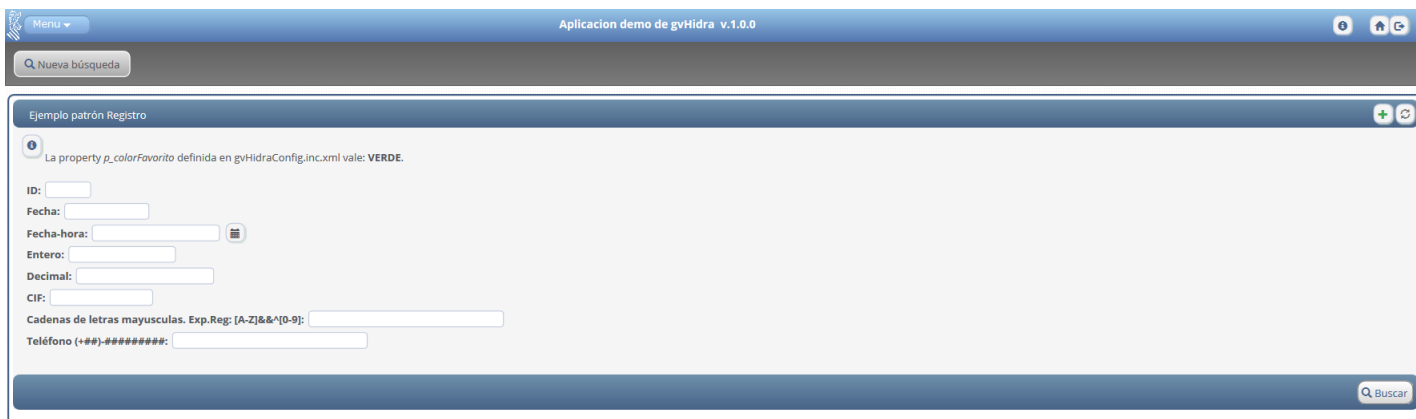 Menu
Aplicacion demo de gvHidra v.1.0.0
Nueva búsqueda
Ejemplo patrón Registro
La property p_colorFavorito definida en gvHidraConfig.inc.xml vale: VERDE.
ID:
Fecha:
Fecha-hora:
Entero:
Decimal:
CIF:
Cadenas de letras mayusculas. Exp.Reg: [A-Z]&&^[0-9]:
Teléfono (+##)-#########:
Buscar